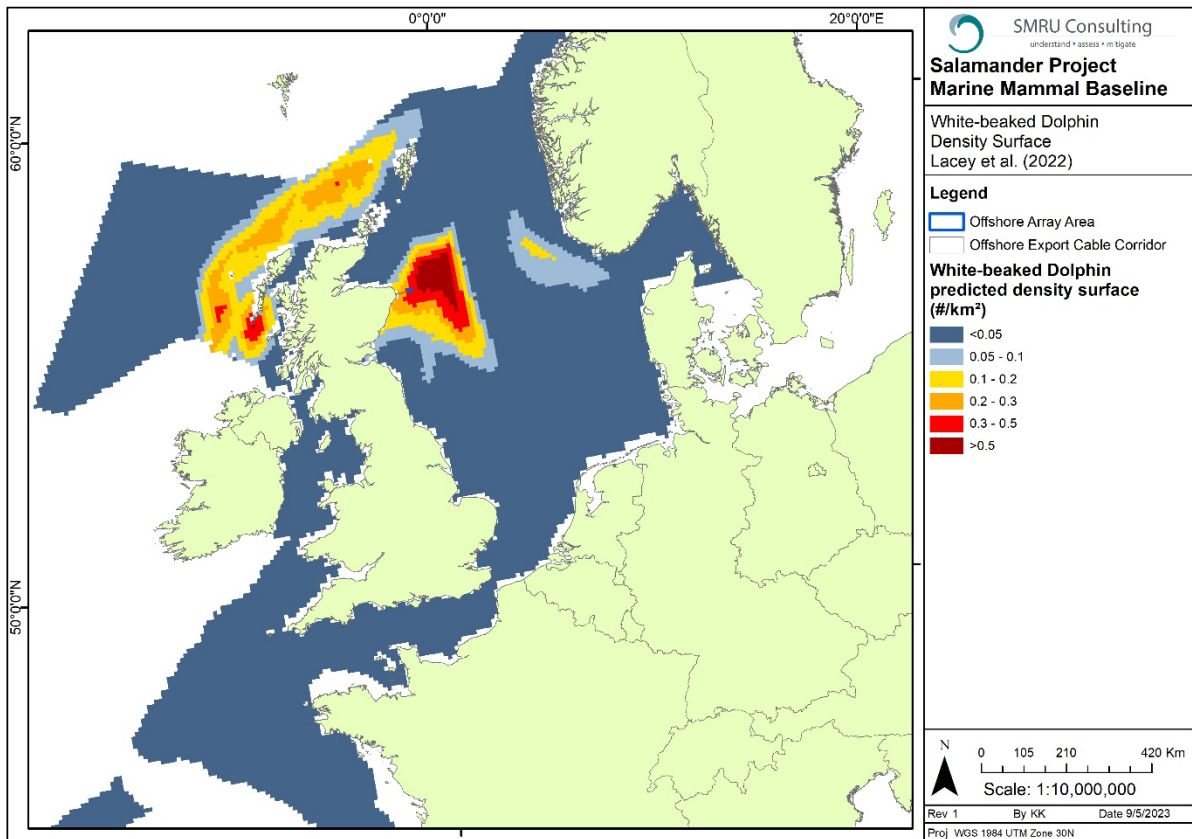 0°0'0"
20°0'0"E
60°0'0"N
50°0'0"N
SMRU Consulting
understand • assess • mitigate
Salamander Project
Marine Mammal Baseline
White-beaked Dolphin
Density Surface
Lacey et al. (2022)
Legend
Offshore Array Area
Offshore Export Cable Corridor
White-beaked Dolphin
predicted density surface
(#/km²)
<0.05
0.05 - 0.1
0.1 - 0.2
0.2 - 0.3
0.3 - 0.5
>0.5
N
0 105 210 420 Km
Scale: 1:10,000,000
Rev 1 By KK Date 9/5/2023
Proj WGS 1984 UTM Zone 30N